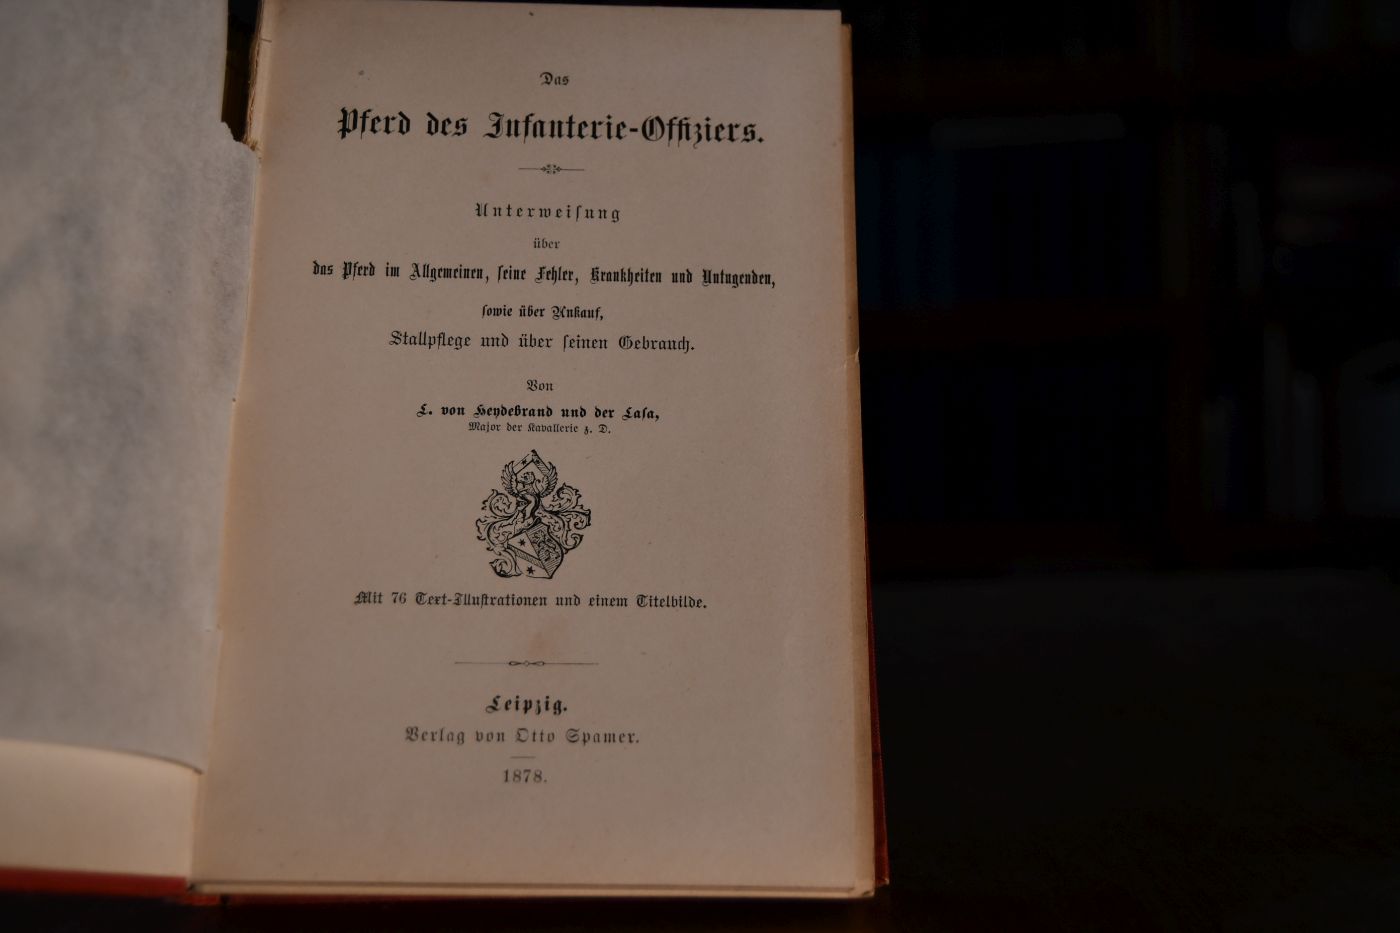 Das
Pferd des Infanterie-Offiziers.
Unterweiſung
über
das Pferd im Allgemeinen, ſeine Fehler, Krankheiten und Untugenden,
ſowie über Ankauf,
Stallpflege und über ſeinen Gebrauch.
Von
L. von Heydebrand und der Laſa,
Major der Kavallerie z. D.
Mit 76 Text-Illuſtrationen und einem Titelbilde.
Leipzig.
Verlag von Otto Spamer.
1878.